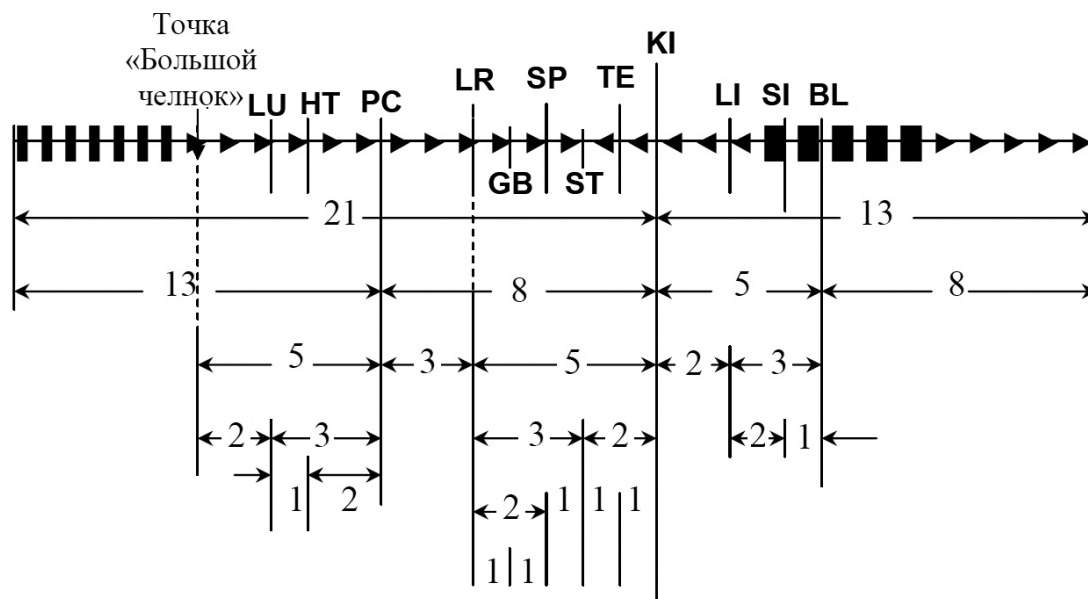 Точка
«Большой
челнок»
LU HT PC LR SP TE KI LI SI BL
GB ST
21 13
13 8 5 8
5 3 5 2 3
2 3 3 2 2 1
1 2 2 1 1 1
1 1